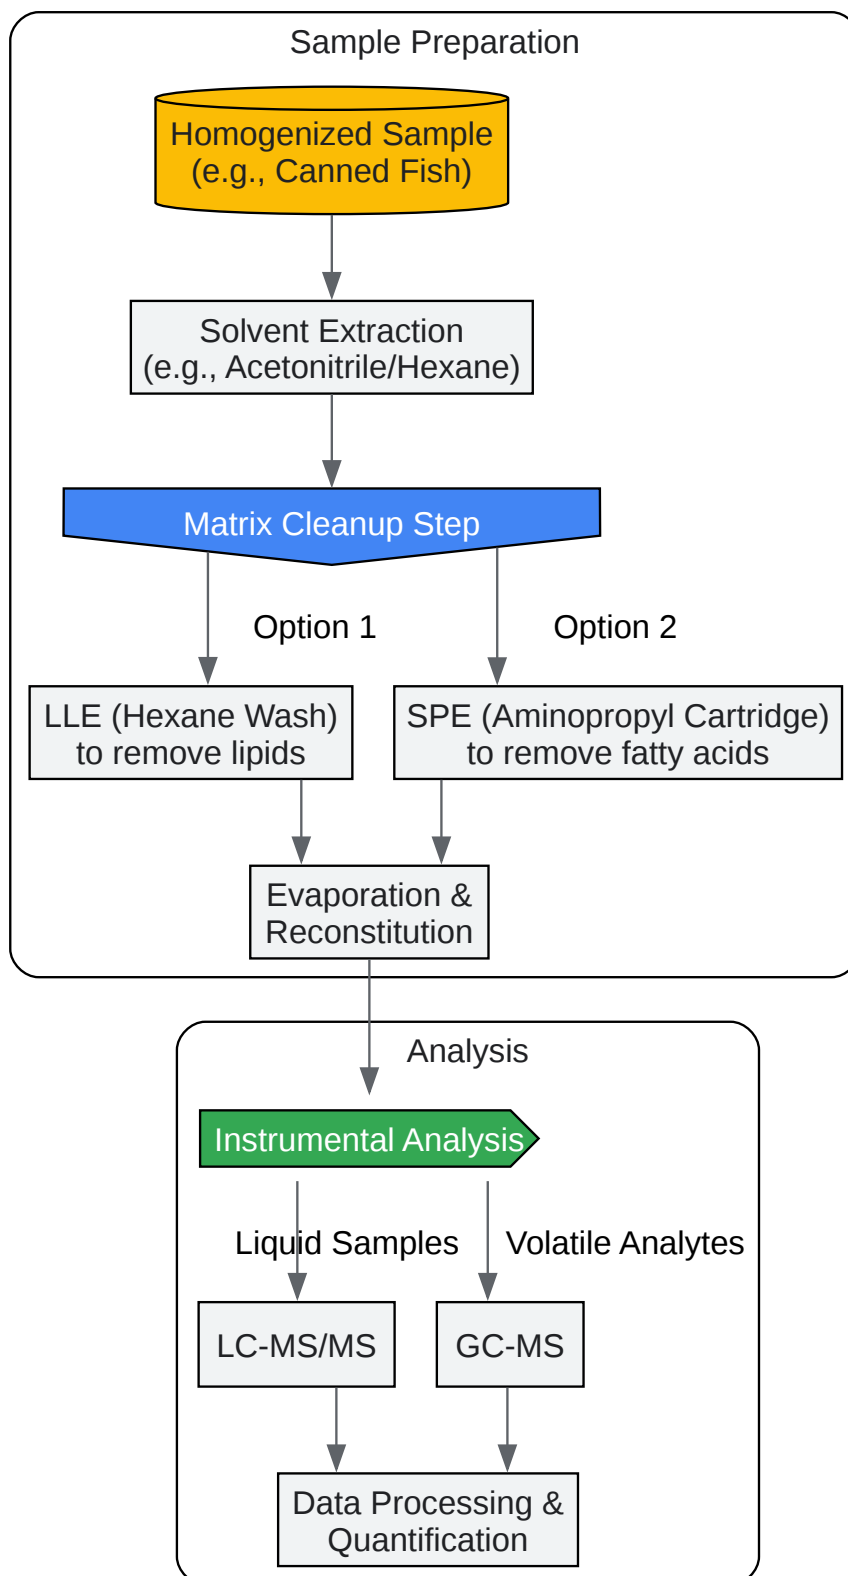 Sample Preparation
Homogenized Sample
(e.g., Canned Fish)
Solvent Extraction
(e.g., Acetonitrile/Hexane)
Matrix Cleanup Step
Option 1
Option 2
LLE (Hexane Wash)
to remove lipids
SPE (Aminopropyl Cartridge)
to remove fatty acids
Evaporation &
Reconstitution
Analysis
Instrumental Analysis
Liquid Samples
Volatile Analytes
LC-MS/MS
GC-MS
Data Processing &
Quantification